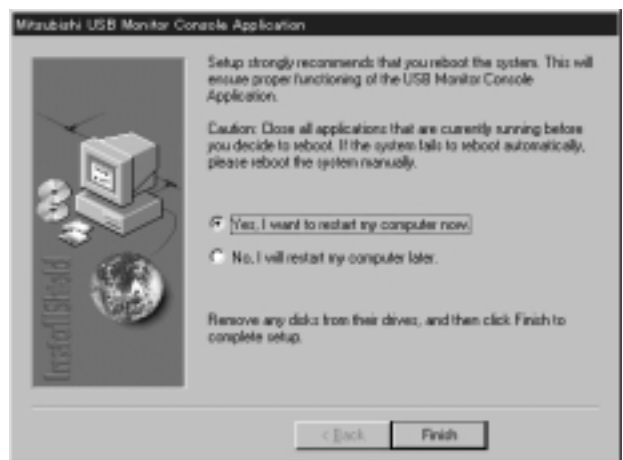 Mitsubishi USB Monitor Console Application
Setup strongly recommends that you reboot the system. This will
ensure proper functioning of the USB Monitor Console
Application.
Caution: Close all applications that are currently running before
you decide to reboot. If the system fails to reboot automatically,
please reboot the system manually.
Yes, I want to restart my computer now.
No, I will restart my computer later.
Remove any disks from their drives, and then click Finish to
complete setup.
InstallShield
< Back
Finish